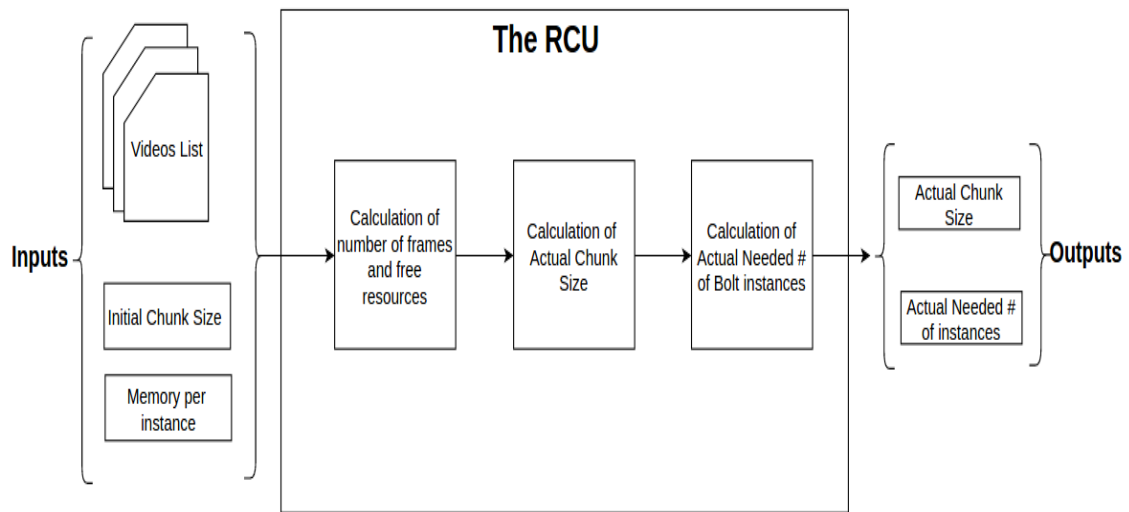 The RCU
Inputs
Videos List
Initial Chunk Size
Memory per
instance
Calculation of
number of frames
and free
resources
Calculation of
Actual Chunk
Size
Calculation of
Actual Needed #
of Bolt instances
Actual Chunk
Size
Actual Needed #
of instances
Outputs